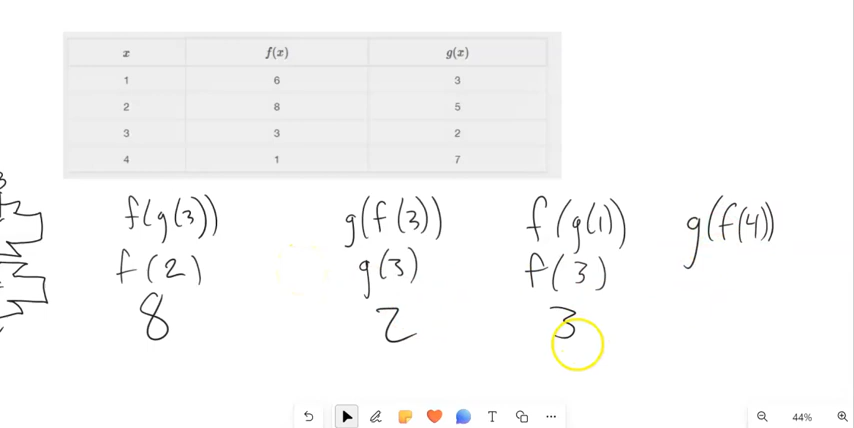 x f(x) g(x)
1 6 3
2 8 5
3 3 2
4 1 7
f(g(3)) g(f(3)) f(g(1)) g(f(4))
f(2) g(3) f(3)
8 2 3
T ... 44%